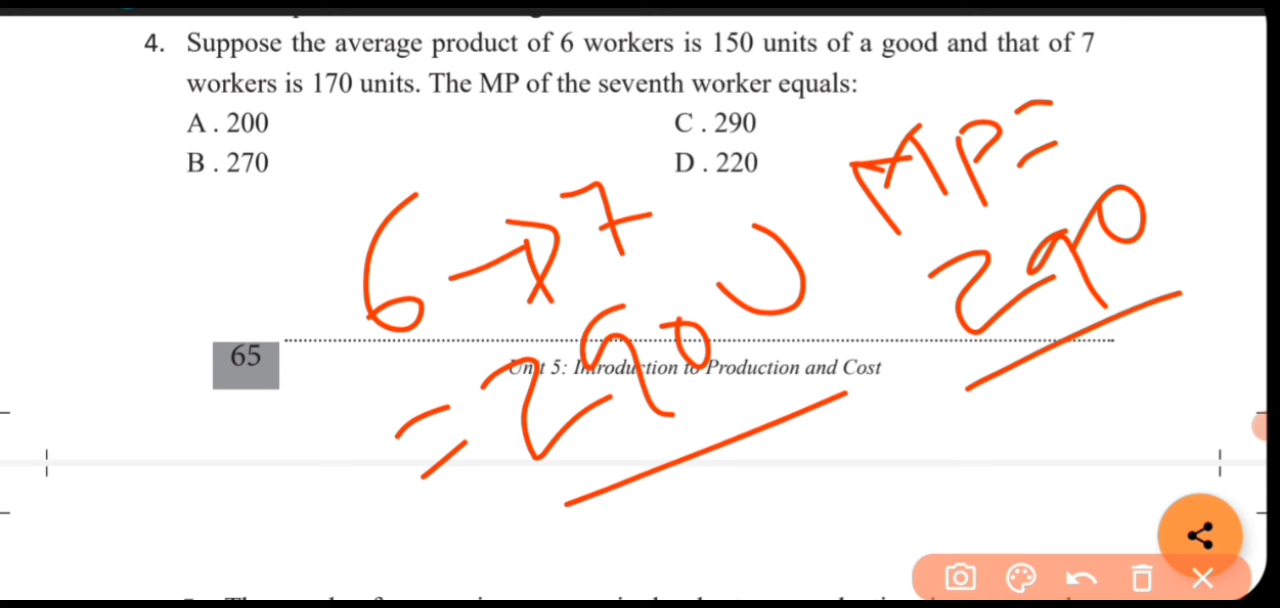 4. Suppose the average product of 6 workers is 150 units of a good and that of 7
workers is 170 units. The MP of the seventh worker equals:
A . 200
C . 290
B . 270
D . 220
MP=
290
6 → 7
= 290
65
Unit 5: Introduction to Production and Cost